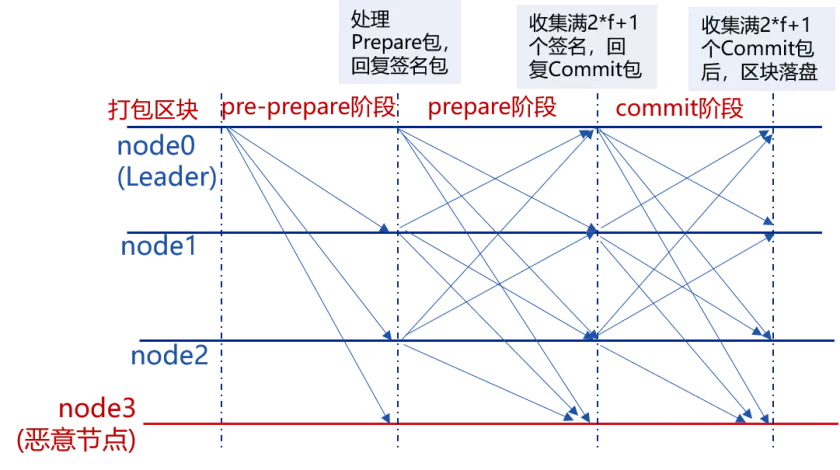 处理
Prepare包，
回复签名包
收集满2*f+1
个签名，回
复Commit包
收集满2*f+1
个Commit包
后，区块落盘
打包区块
pre-prepare阶段
prepare阶段
commit阶段
node0
(Leader)
node1
node2
node3
(恶意节点)